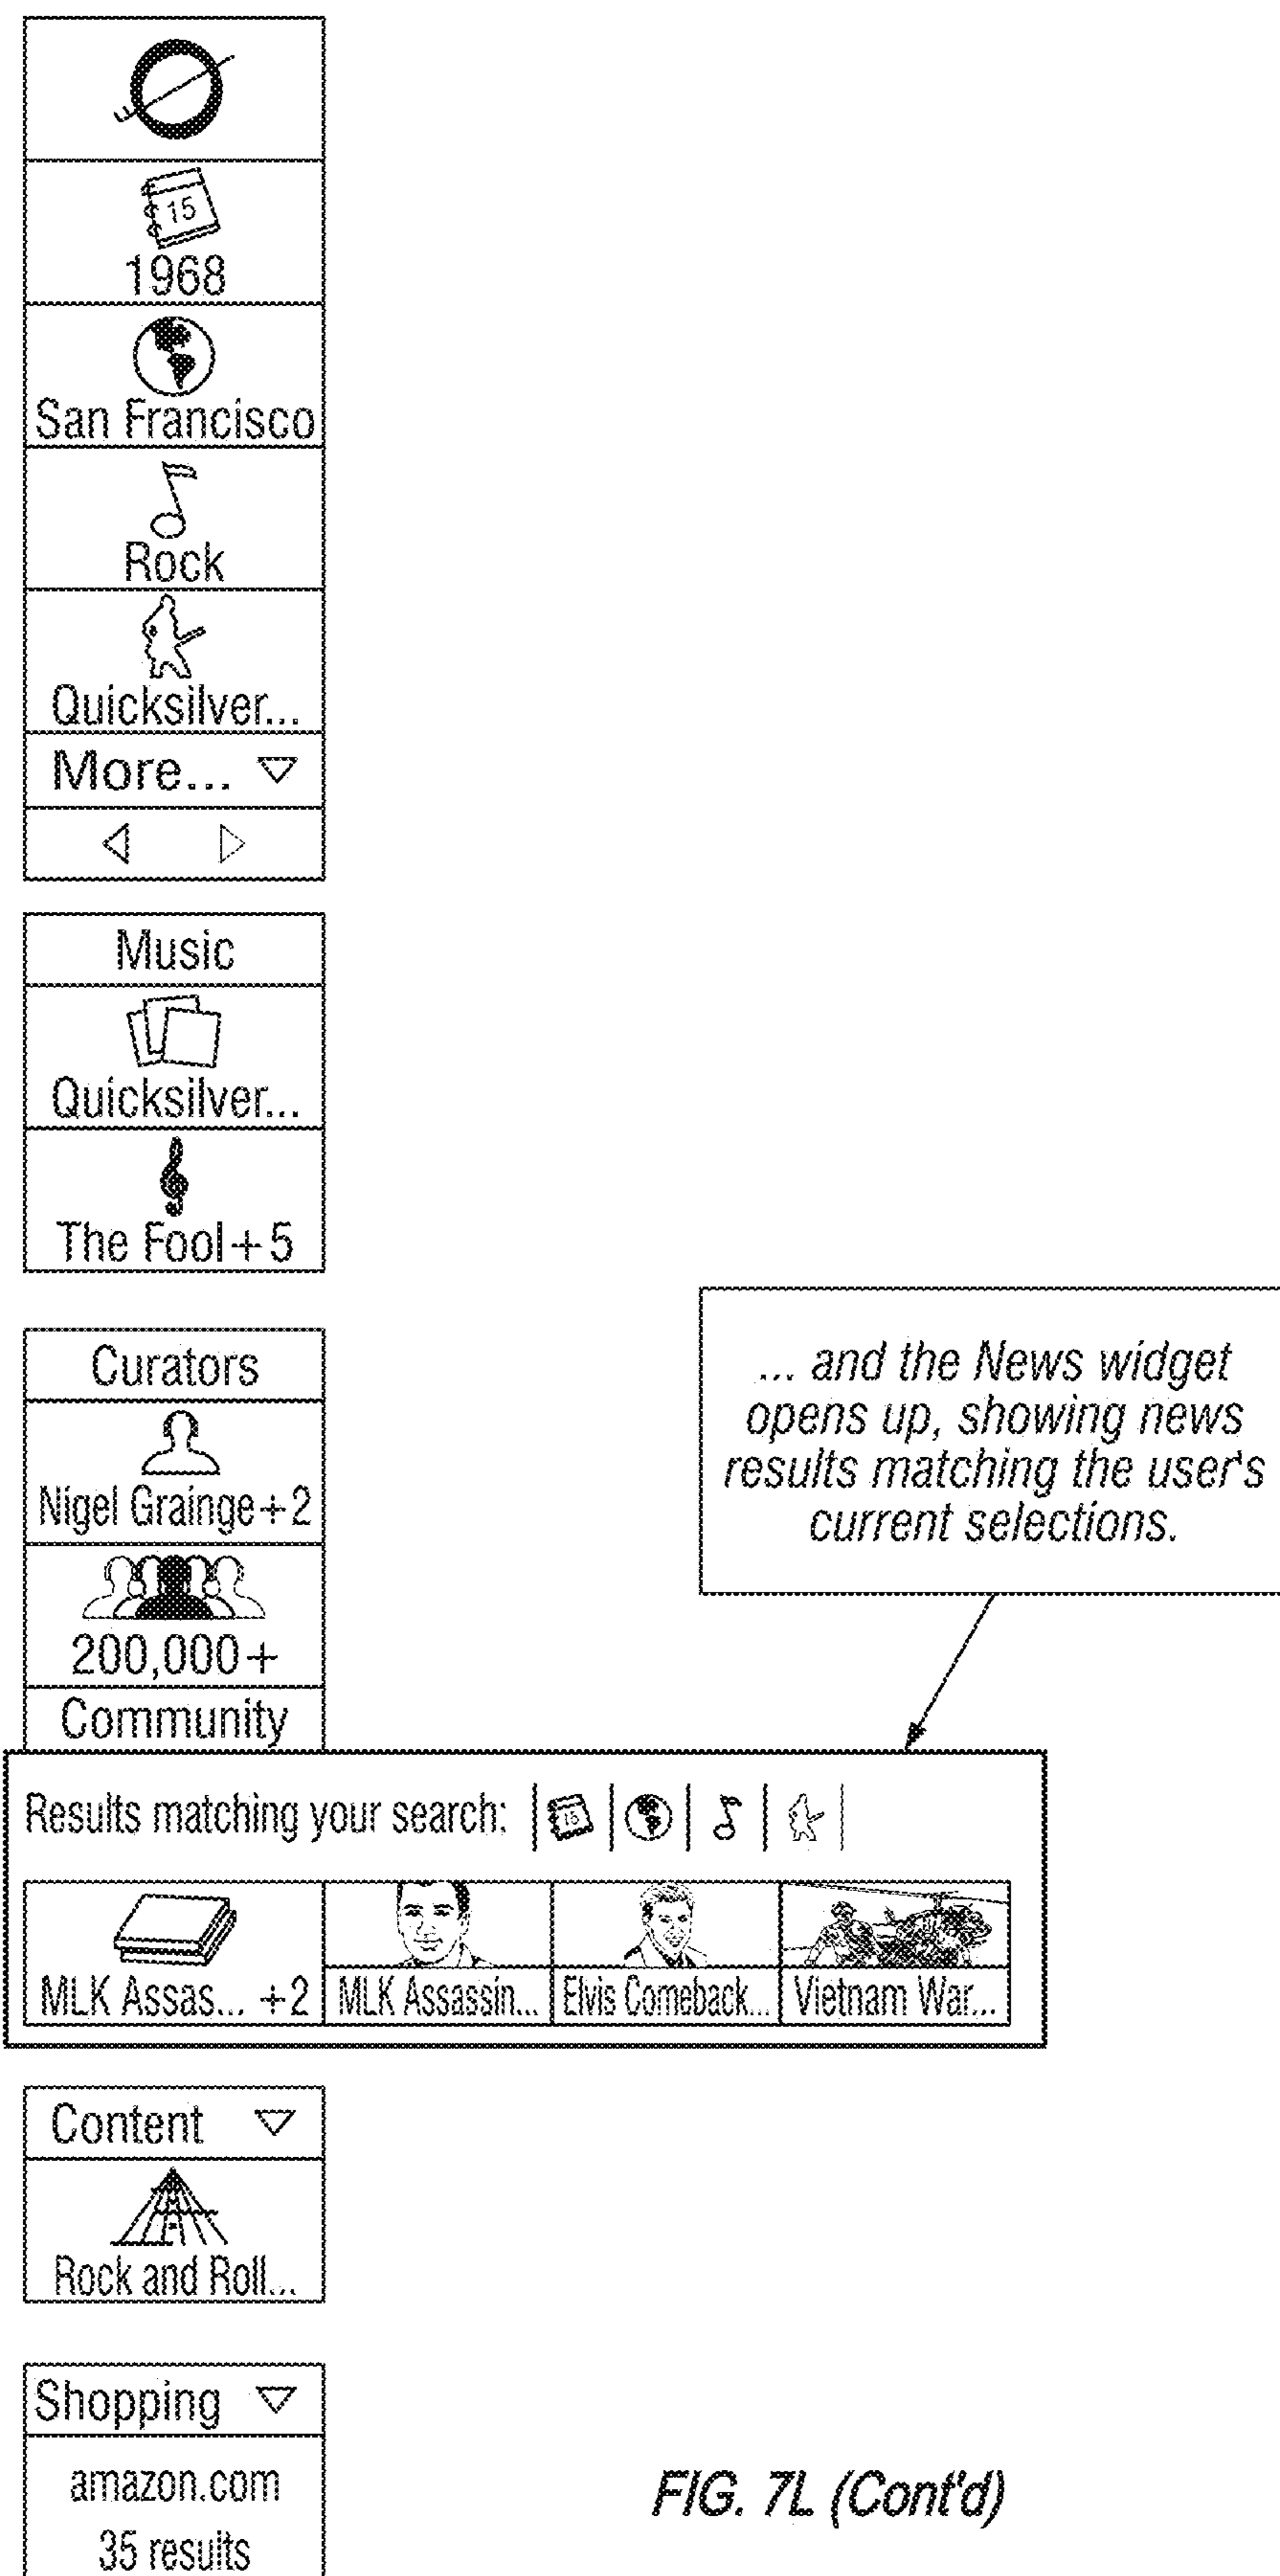 15
1968
San Francisco
Rock
Quicksilver...
More...
Music
Quicksilver...
The Fool+5
Curators
Nigel Grainge+2
200,000+
Community
... and the News widget
opens up, showing news
results matching the user's
current selections.
Results matching your search:
15
MLK Assas... +2
MLK Assassin...
Elvis Comeback...
Vietnam War...
Content
Rock and Roll...
Shopping
amazon.com
35 results
FIG. 7L (Cont'd)